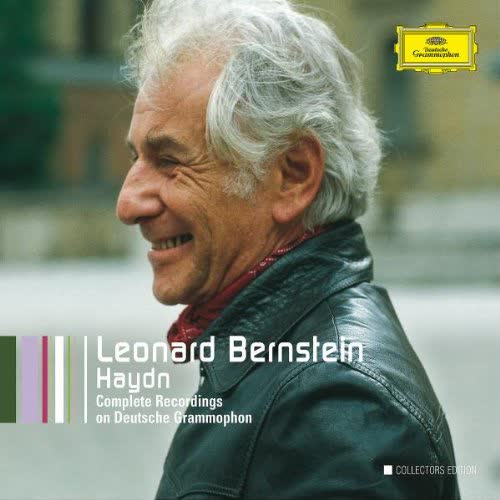 Deutsche
Grammophon
Leonard Bernstein
Haydn
Complete Recordings
on Deutsche Grammophon
COLLECTORS EDITION